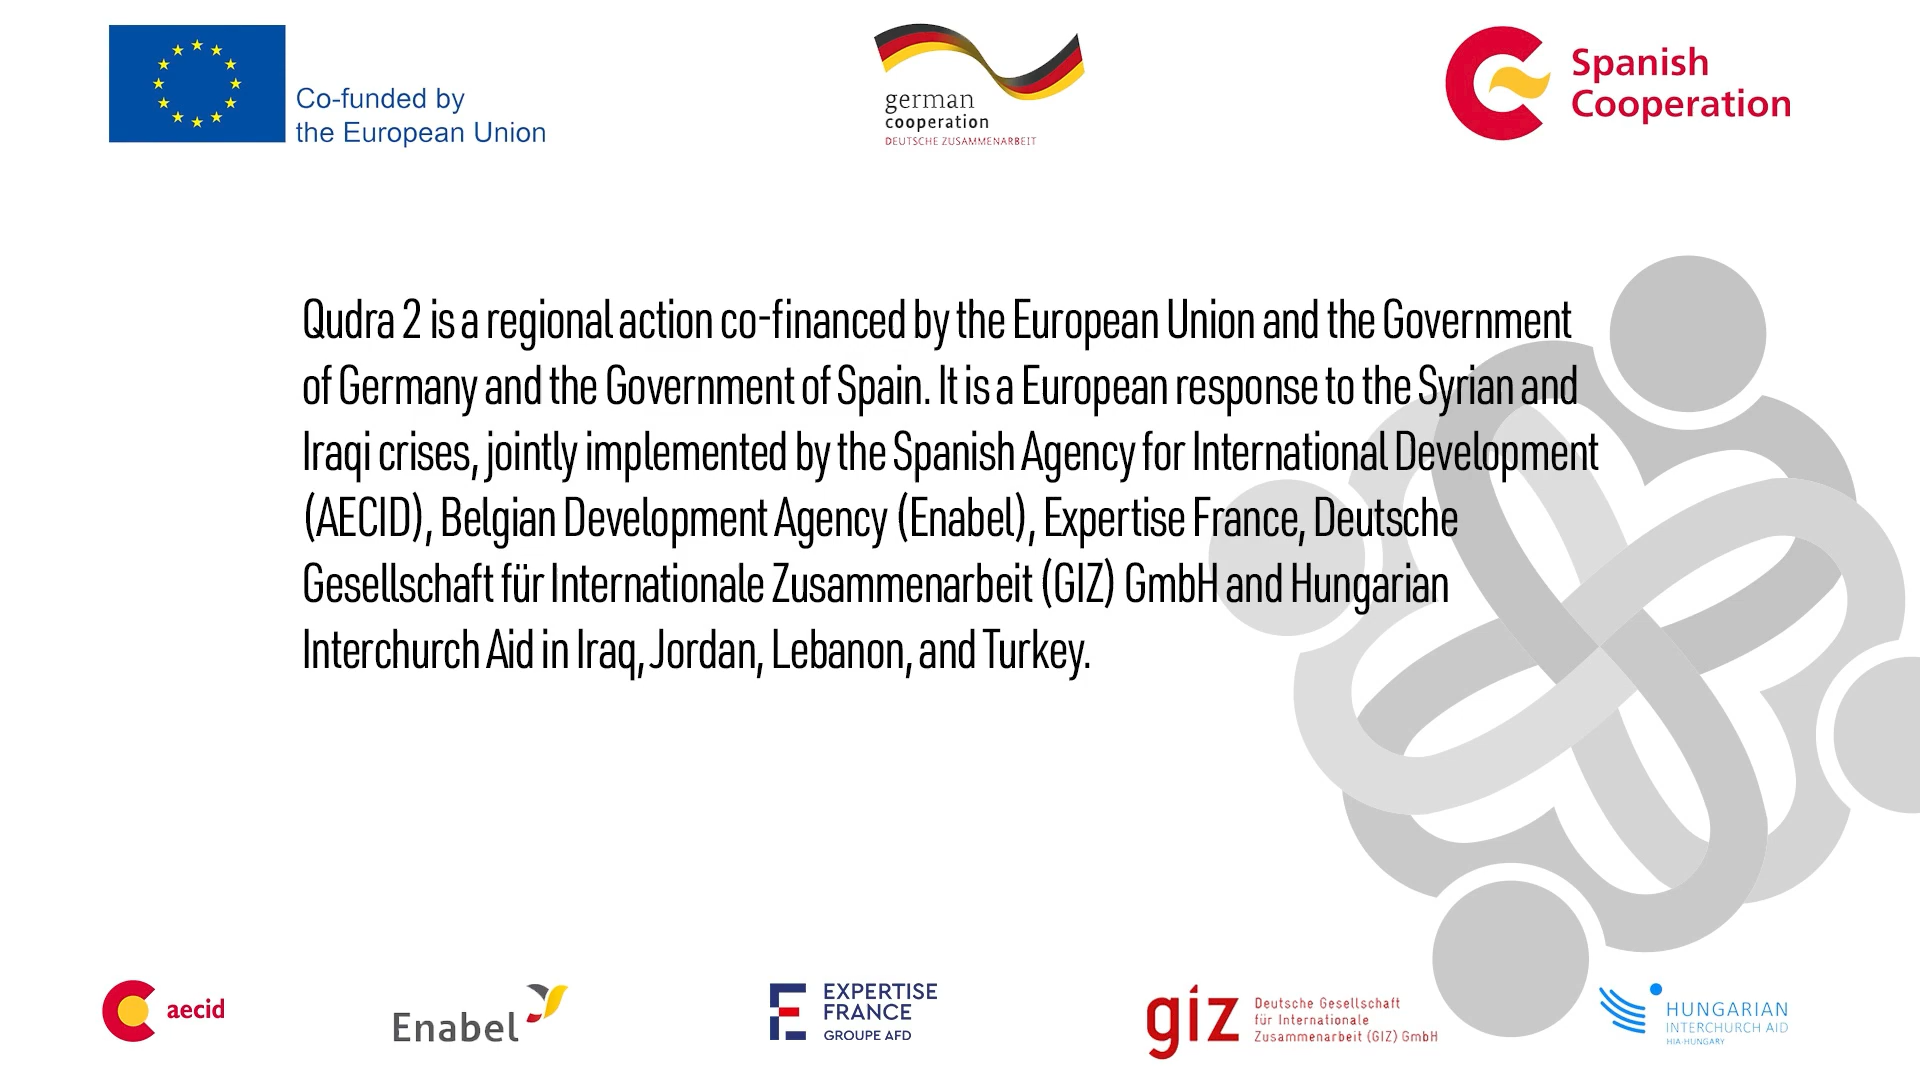 Co-funded by
the European Union
german
cooperation
DEUTSCHE ZUSAMMENARBEIT
Spanish
Cooperation
Qudra 2 is a regional action co-financed by the European Union and the Government
of Germany and the Government of Spain. It is a European response to the Syrian and
Iraqi crises, jointly implemented by the Spanish Agency for International Development
(AECID), Belgian Development Agency (Enabel), Expertise France, Deutsche
Gesellschaft für Internationale Zusammenarbeit (GIZ) GmbH and Hungarian
Interchurch Aid in Iraq, Jordan, Lebanon, and Turkey.
aecid
Enabel
EXPERTISE
FRANCE
GROUPE AFD
giz
Deutsche Gesellschaft
für Internationale
Zusammenarbeit (GIZ) GmbH
HUNGARIAN
INTERCHURCH AID
HIA-HUNGARY